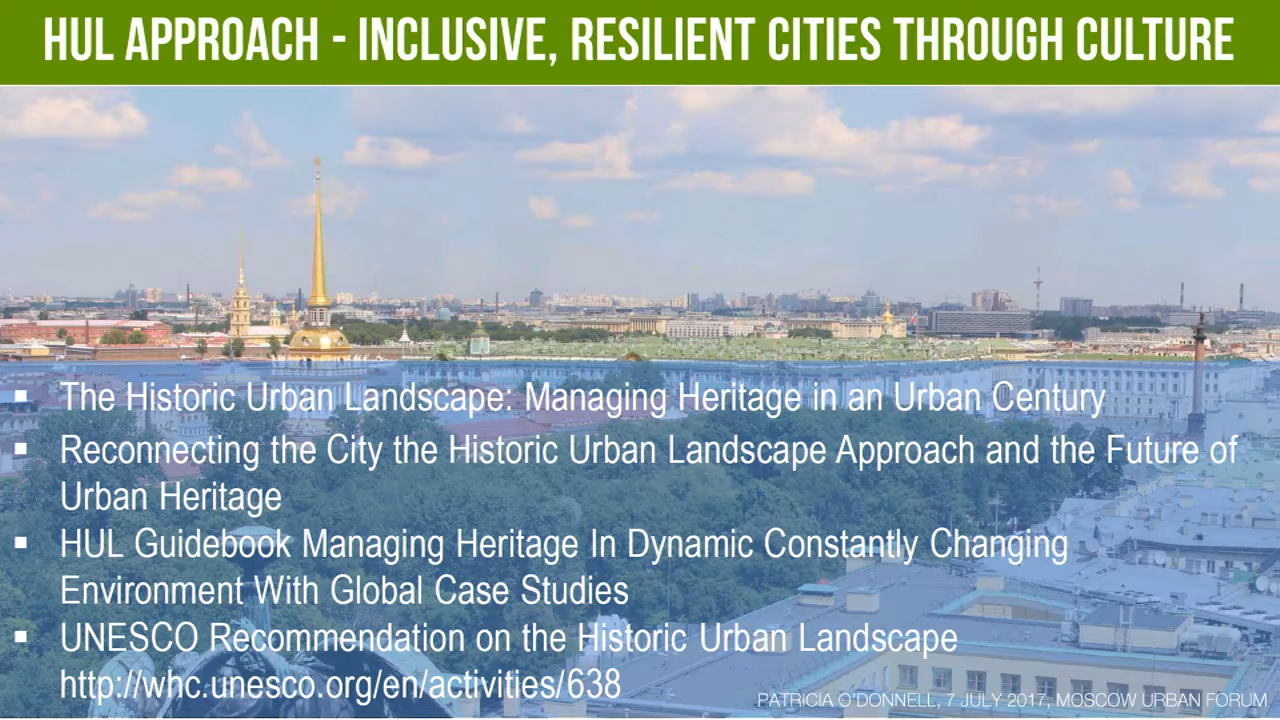 HUL APPROACH - INCLUSIVE, RESILIENT CITIES THROUGH CULTURE
▪ The Historic Urban Landscape: Managing Heritage in an Urban Century
▪ Reconnecting the City the Historic Urban Landscape Approach and the Future of
Urban Heritage
▪ HUL Guidebook Managing Heritage In Dynamic Constantly Changing
Environment With Global Case Studies
▪ UNESCO Recommendation on the Historic Urban Landscape
http://whc.unesco.org/en/activities/638
PATRICIA O'DONNELL, 7 JULY 2017, MOSCOW URBAN FORUM